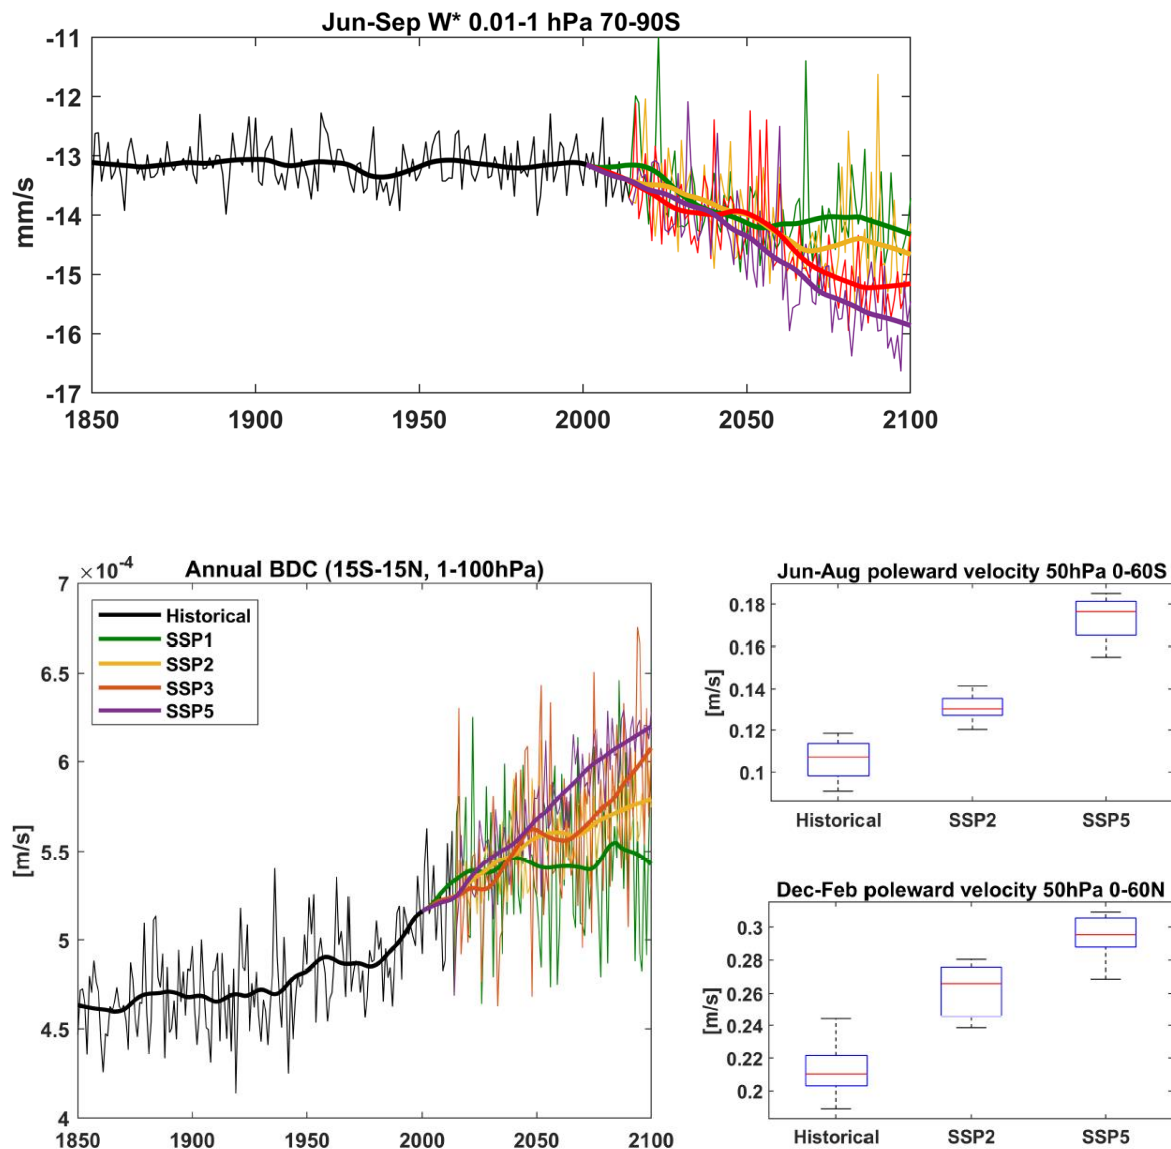 Jun-Sep W* 0.01-1 hPa 70-90S
-11
-12
-13
-14
-15
-16
-17
mm/s
1850 1900 1950 2000 2050 2100
Annual BDC (15S-15N, 1-100hPa)
×10-4
7
6.5
6
5.5
5
4.5
4
[m/s]
Historical
SSP1
SSP2
SSP3
SSP5
1850 1900 1950 2000 2050 2100
Jun-Aug poleward velocity 50hPa 0-60S
0.18
0.16
0.14
0.12
0.1
[m/s]
Historical SSP2 SSP5
Dec-Feb poleward velocity 50hPa 0-60N
0.3
0.28
0.26
0.24
0.22
0.2
[m/s]
Historical SSP2 SSP5